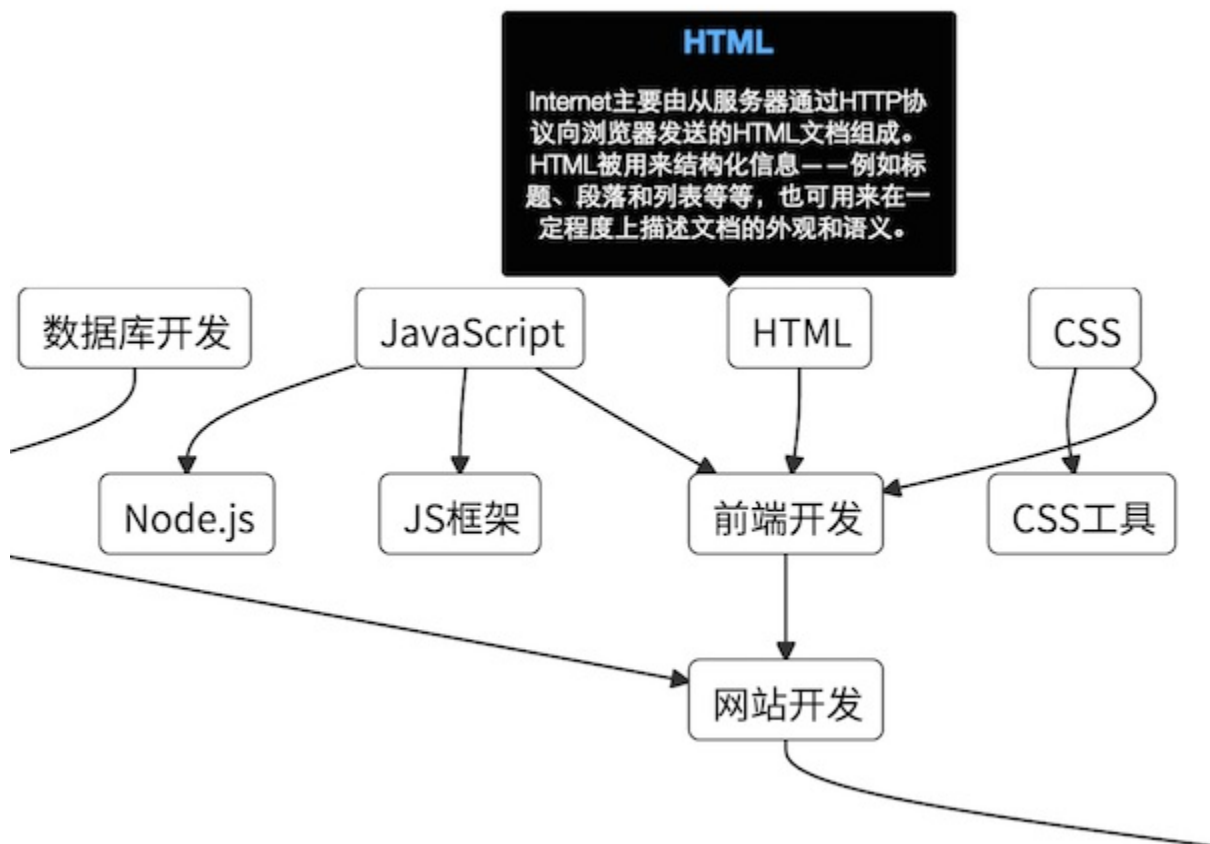 HTML
Internet主要由从服务器通过HTTP协
议向浏览器发送的HTML文档组成。
HTML被用来结构化信息——例如标
题、段落和列表等等，也可用来在一
定程度上描述文档的外观和语义。
数据库开发
JavaScript
HTML
CSS
Node.js
JS框架
前端开发
CSS工具
网站开发